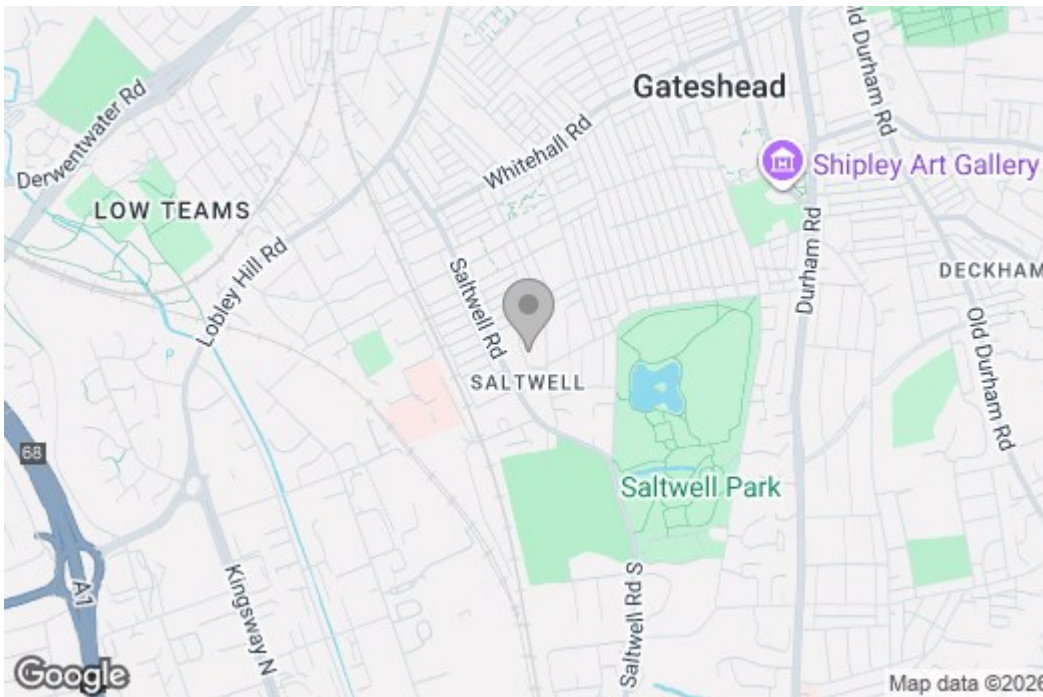 Old Durham Rd
Gateshead
Derwentwater Rd
Whitehall Rd
Shipley Art Gallery
LOW TEAMS
Lobley Hill Rd
Saltwell Rd
Durham Rd
DECKHAM
Old Durham Rd
SALTWELL
P
68
Saltwell Park
A1
Kingsway N
Saltwell Rd S
Google
Map data ©2026